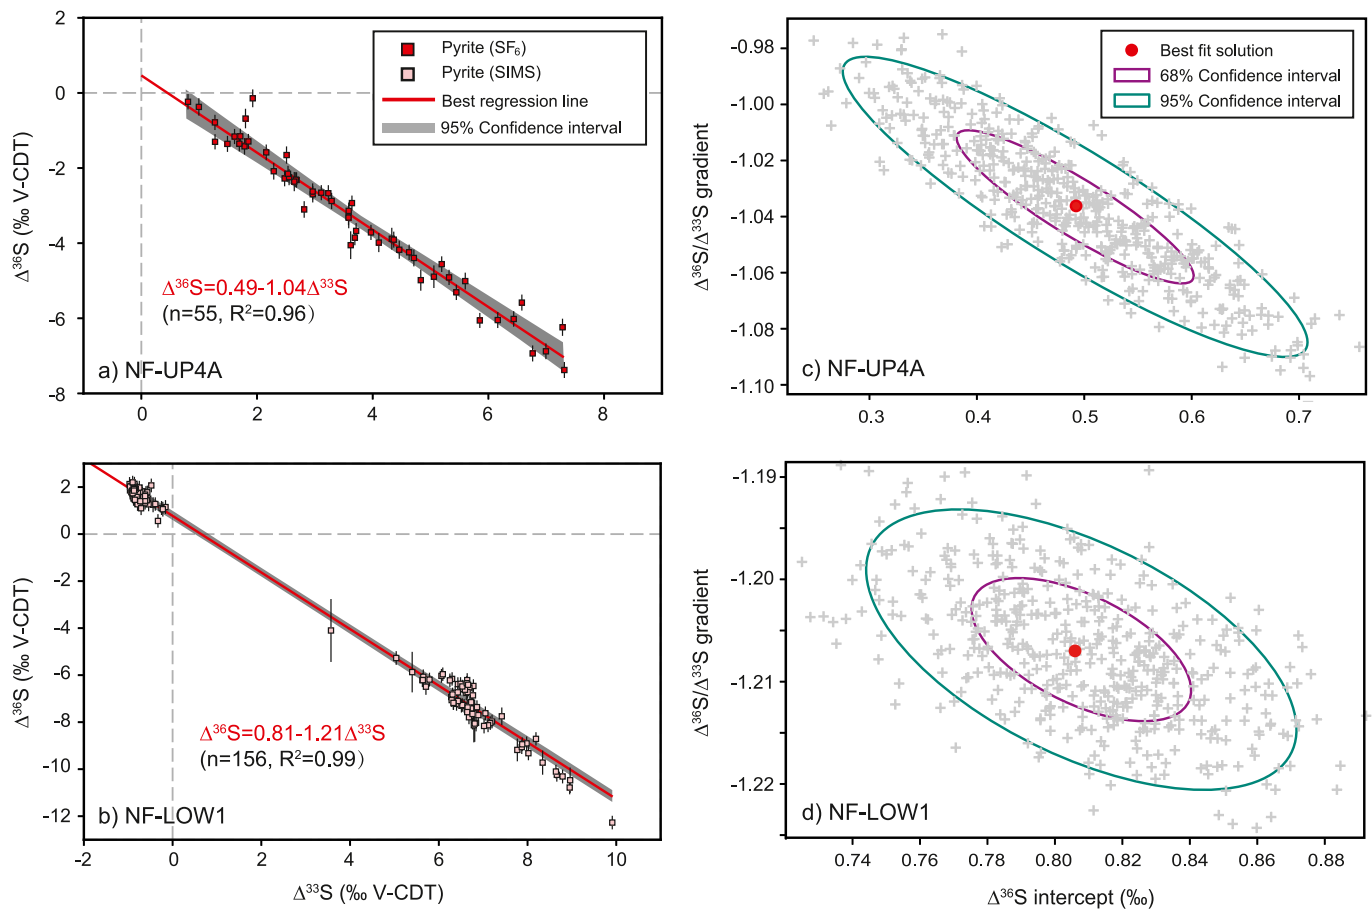 2
0
-2
-4
-6
-8
0
2
4
6
8
Δ³⁶S (‰ V-CDT)
Pyrite (SF₆)
Pyrite (SIMS)
Best regression line
95% Confidence interval
Δ³⁶S=0.49-1.04Δ³³S
(n=55, R²=0.96)
a) NF-UP4A
-0.98
-1.00
-1.02
-1.04
-1.06
-1.08
-1.10
0.3
0.4
0.5
0.6
0.7
Δ³⁶S/Δ³³S gradient
Best fit solution
68% Confidence interval
95% Confidence interval
c) NF-UP4A
2
0
-2
-4
-6
-8
-10
-12
-2
0
2
4
6
8
10
Δ³⁶S (‰ V-CDT)
Δ³⁶S=0.81-1.21Δ³³S
(n=156, R²=0.99)
b) NF-LOW1
Δ³³S (‰ V-CDT)
-1.19
-1.20
-1.21
-1.22
0.74
0.76
0.78
0.80
0.82
0.84
0.86
0.88
Δ³⁶S/Δ³³S gradient
d) NF-LOW1
Δ³⁶S intercept (‰)